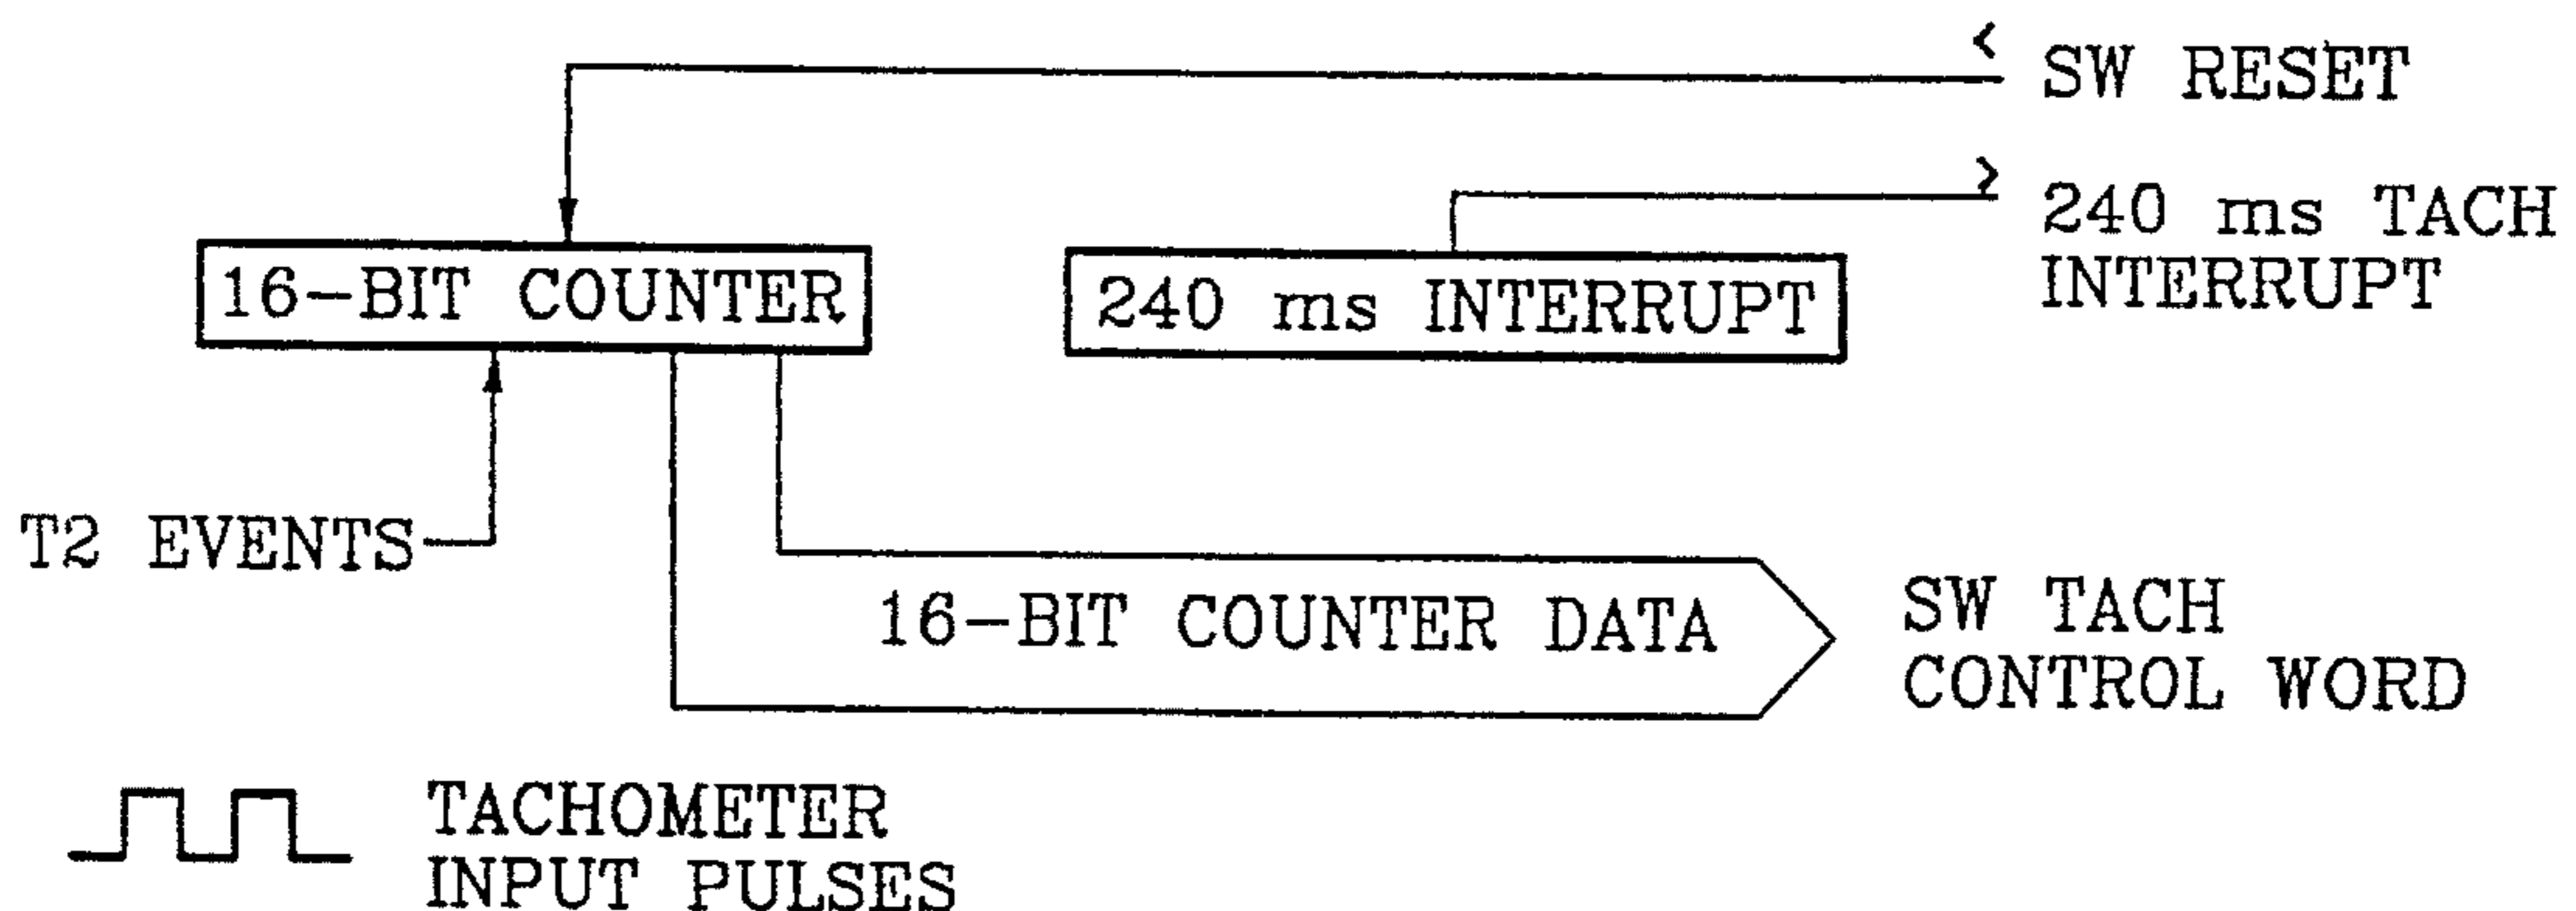 SW RESET
240 ms TACH
INTERRUPT
16-BIT COUNTER
240 ms INTERRUPT
T2 EVENTS
16-BIT COUNTER DATA
SW TACH
CONTROL WORD
TACHOMETER
INPUT PULSES